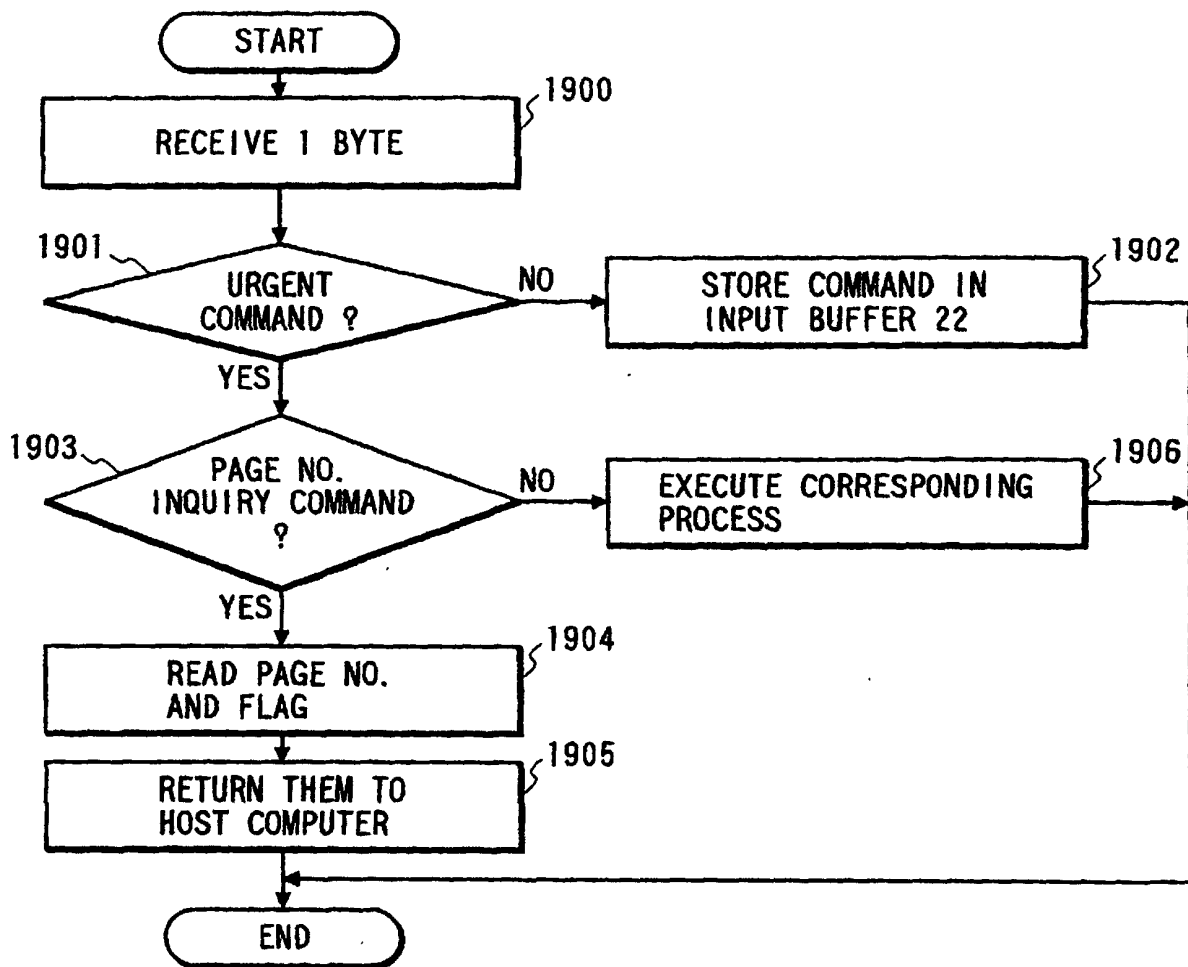 START
1900
RECEIVE 1 BYTE
1901
URGENT
COMMAND ?
NO
1902
STORE COMMAND IN
INPUT BUFFER 22
YES
1903
PAGE NO.
INQUIRY COMMAND
?
NO
1906
EXECUTE CORRESPONDING
PROCESS
YES
1904
READ PAGE NO.
AND FLAG
1905
RETURN THEM TO
HOST COMPUTER
END